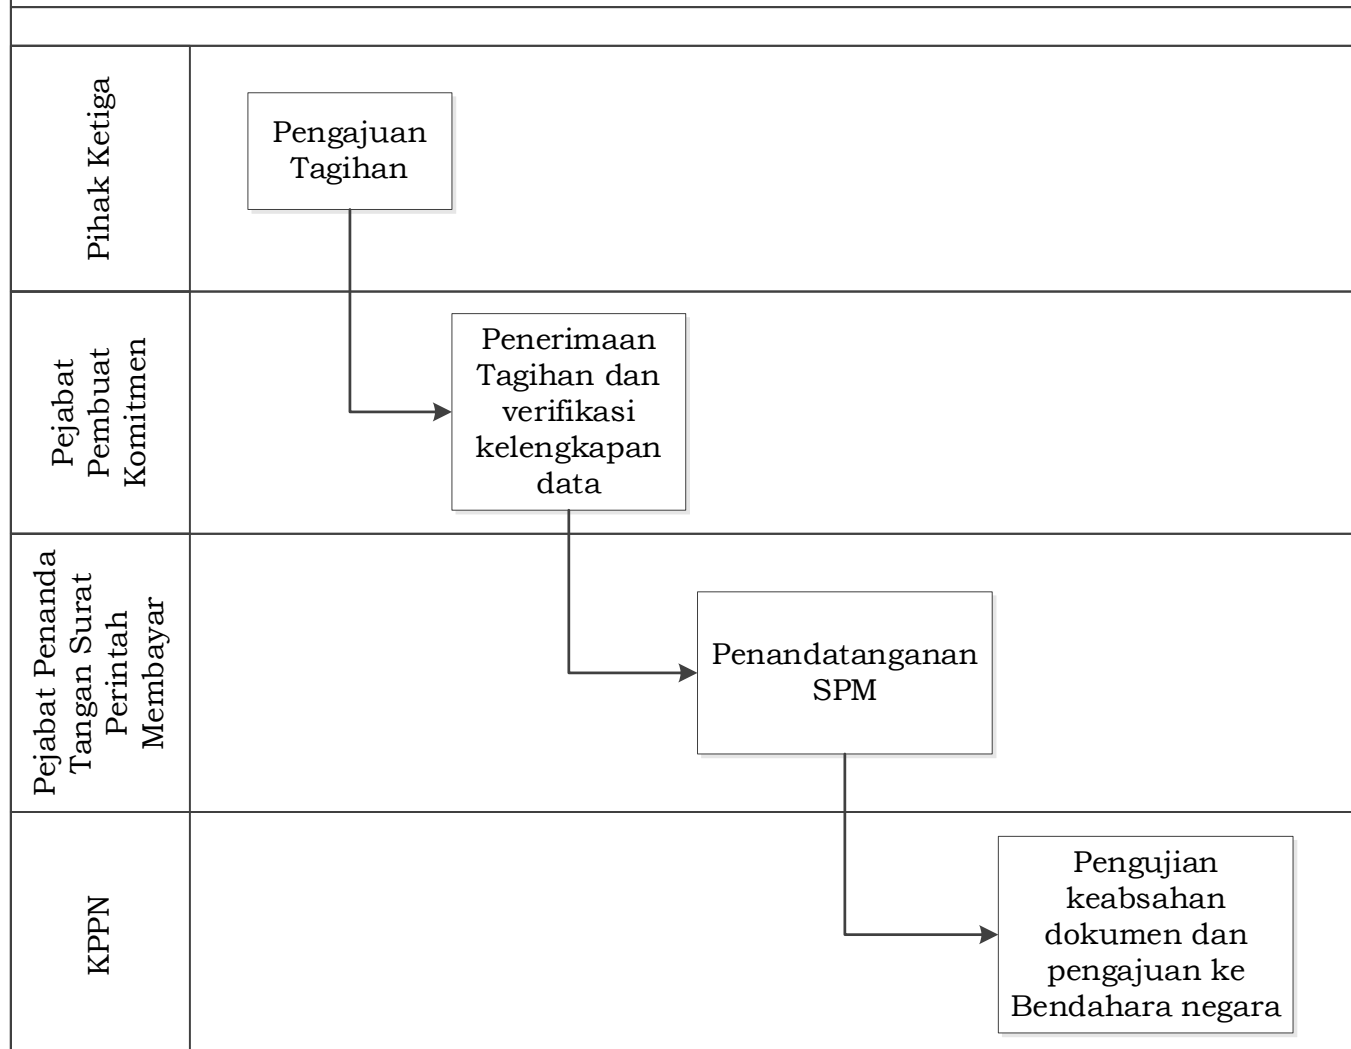 Pihak Ketiga
Pengajuan
Tagihan
Pejabat
Pembuat
Komitmen
Penerimaan
Tagihan dan
verifikasi
kelengkapan
data
Pejabat Penanda
Tangan Surat
Perintah
Membayar
Penandatanganan
SPM
KPPN
Pengujian
keabsahan
dokumen dan
pengajuan ke
Bendahara negara